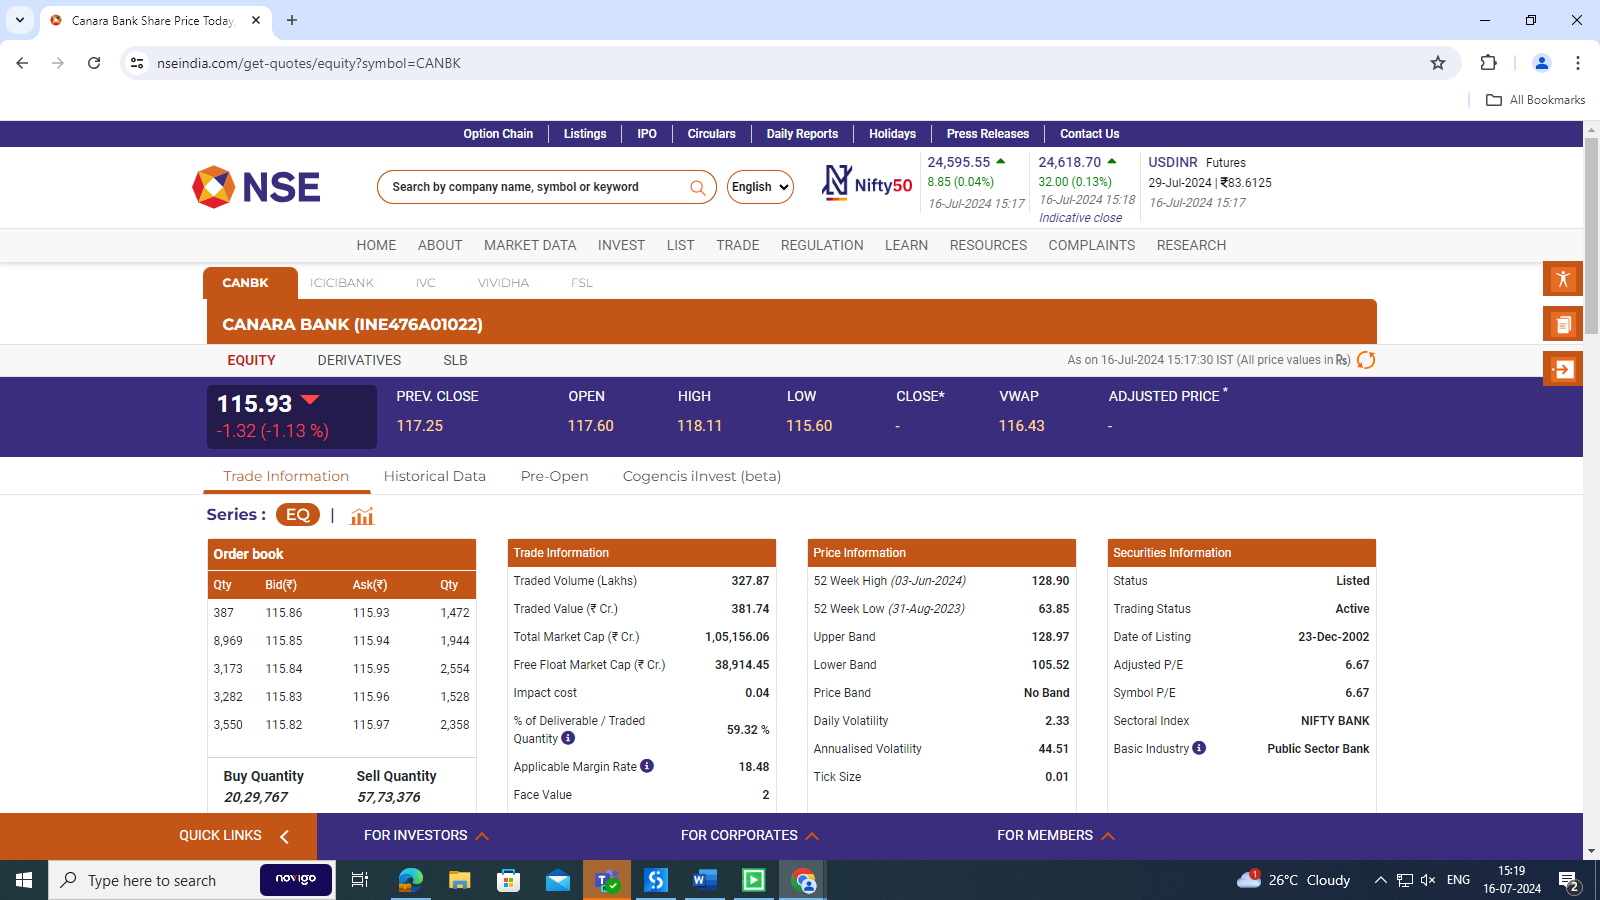 Canara Bank Share Price Today
nseindia.com/get-quotes/equity?symbol=CANBK
All Bookmarks
Option Chain Listings IPO Circulars Daily Reports Holidays Press Releases Contact Us
NSE
Search by company name, symbol or keyword
English
Nifty50
24,595.55
8.85 (0.04%)
16-Jul-2024 15:17
24,618.70
32.00 (0.13%)
16-Jul-2024 15:18
Indicative close
USDINR Futures
29-Jul-2024 | ₹83.6125
16-Jul-2024 15:17
HOME ABOUT MARKET DATA INVEST LIST TRADE REGULATION LEARN RESOURCES COMPLAINTS RESEARCH
CANBK ICICIBANK IVC VIVIDHA FSL
CANARA BANK (INE476A01022)
EQUITY DERIVATIVES SLB
As on 16-Jul-2024 15:17:30 IST (All price values in ₨)
115.93
-1.32 (-1.13 %)
PREV. CLOSE OPEN HIGH LOW CLOSE* VWAP ADJUSTED PRICE *
117.25 117.60 118.11 115.60 - 116.43 -
Trade Information Historical Data Pre-Open Cogencis iInvest (beta)
Series : EQ |
Order book
Qty Bid(₹) Ask(₹) Qty
387 115.86 115.93 1,472
8,969 115.85 115.94 1,944
3,173 115.84 115.95 2,554
3,282 115.83 115.96 1,528
3,550 115.82 115.97 2,358
Buy Quantity Sell Quantity
20,29,767 57,73,376
Trade Information
Traded Volume (Lakhs) 327.87
Traded Value (₹ Cr.) 381.74
Total Market Cap (₹ Cr.) 1,05,156.06
Free Float Market Cap (₹ Cr.) 38,914.45
Impact cost 0.04
% of Deliverable / Traded
Quantity 59.32 %
Applicable Margin Rate 18.48
Face Value 2
Price Information
52 Week High (03-Jun-2024) 128.90
52 Week Low (31-Aug-2023) 63.85
Upper Band 128.97
Lower Band 105.52
Price Band No Band
Daily Volatility 2.33
Annualised Volatility 44.51
Tick Size 0.01
Securities Information
Status Listed
Trading Status Active
Date of Listing 23-Dec-2002
Adjusted P/E 6.67
Symbol P/E 6.67
Sectoral Index NIFTY BANK
Basic Industry Public Sector Bank
QUICK LINKS FOR INVESTORS FOR CORPORATES FOR MEMBERS
Type here to search
novigo
1
26°C Cloudy
ENG
15:19
16-07-2024
2